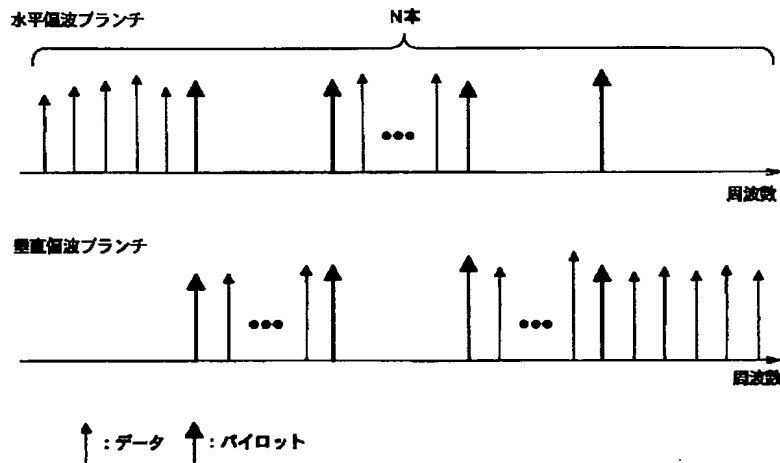 水平偏波ブランチ
N本
•••
周波数
垂直偏波ブランチ
••• •••
周波数
:データ :パイロット